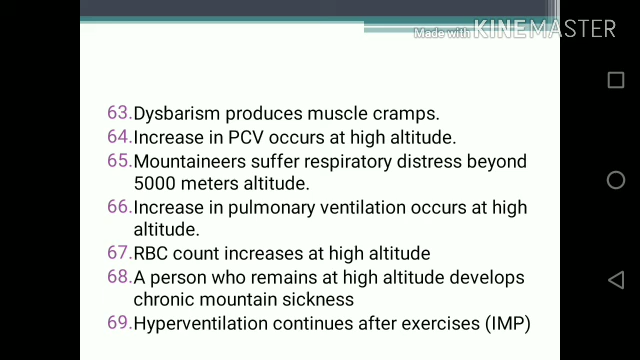 Made with KINEMASTER
63. Dysbarism produces muscle cramps.
64. Increase in PCV occurs at high altitude.
65. Mountaineers suffer respiratory distress beyond
5000 meters altitude.
66. Increase in pulmonary ventilation occurs at high
altitude.
67. RBC count increases at high altitude
68. A person who remains at high altitude develops
chronic mountain sickness
69. Hyperventilation continues after exercises (IMP)